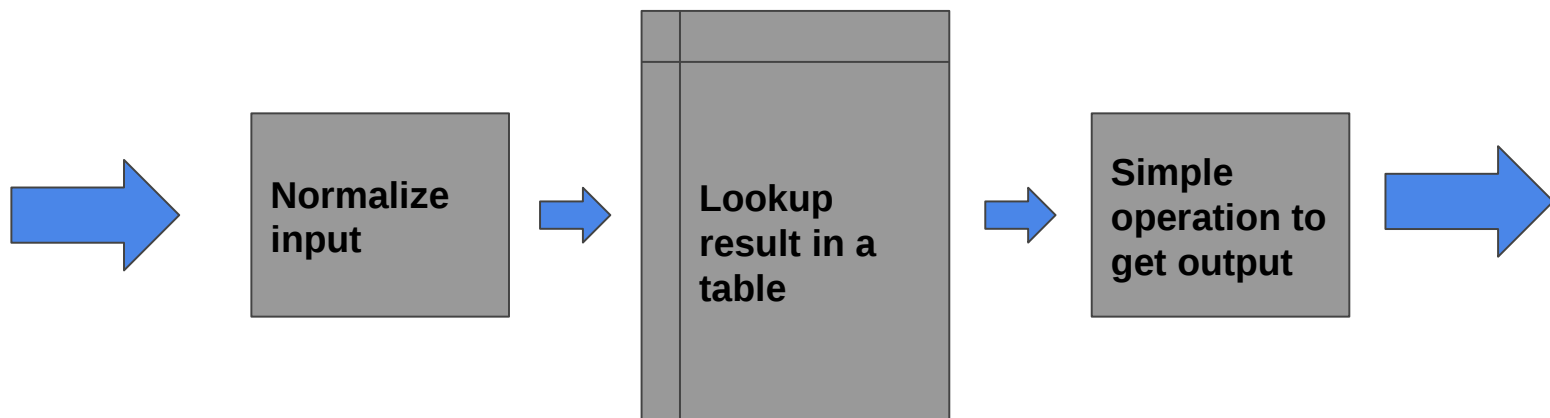 Normalize
input
Lookup
result in a
table
Simple
operation to
get output